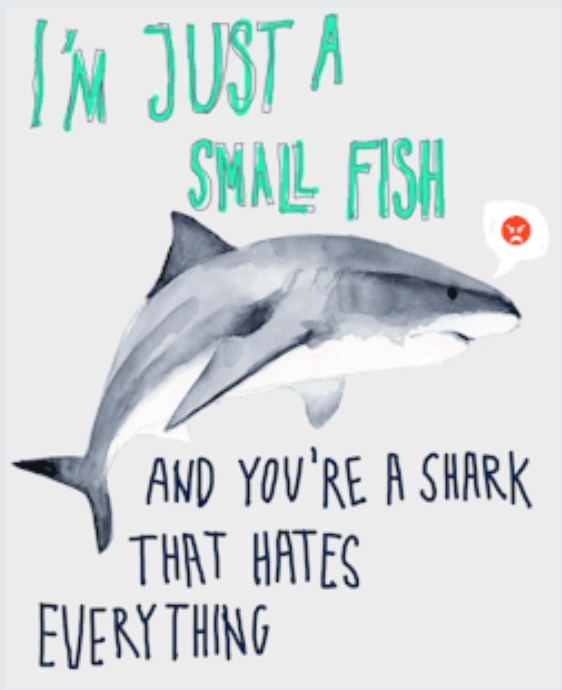 I'M JUST A
SMALL FISH
AND YOU'RE A SHARK
THAT HATES
EVERYTHING